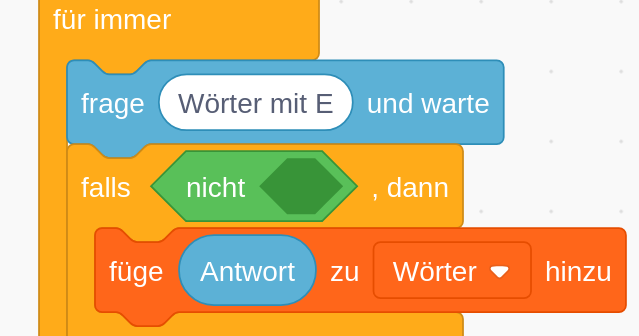 für immer
frage Wörter mit E und warte
falls nicht , dann
füge Antwort zu Wörter hinzu